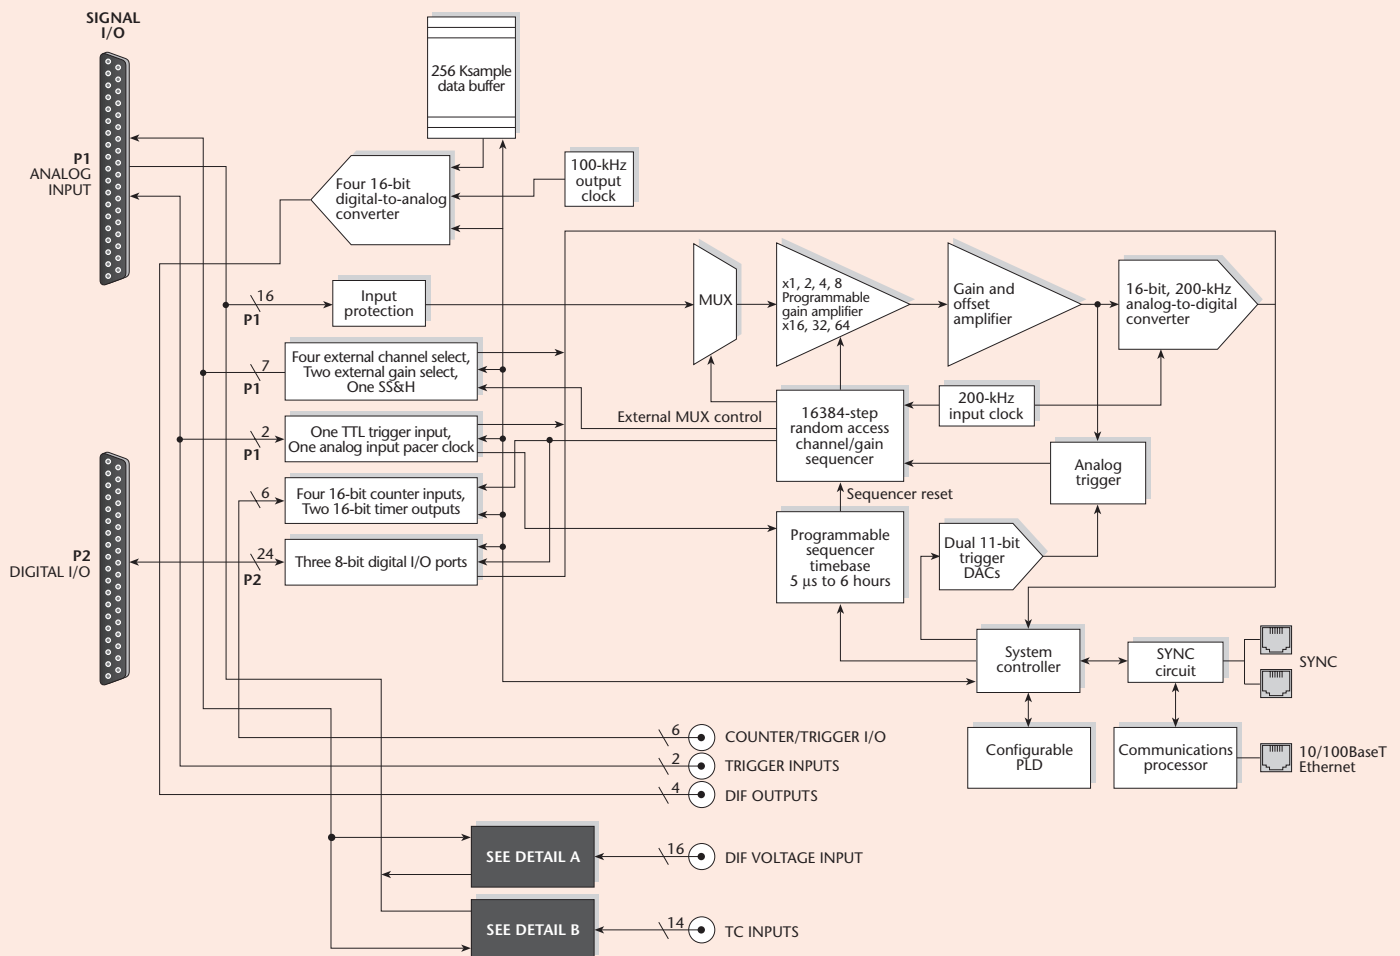 SIGNAL
I/O
256 Ksample
data buffer
P1
ANALOG
INPUT
Four 16-bit
digital-to-analog
converter
100-kHz
output
clock
16
P1
Input
protection
MUX
x1, 2, 4, 8
Programmable
gain amplifier
x16, 32, 64
Gain and
offset
amplifier
16-bit, 200-kHz
analog-to-digital
converter
7
P1
Four external channel select,
Two external gain select,
One SS&H
External MUX control
16384-step
random access
channel/gain
sequencer
200-kHz
input clock
2
P1
One TTL trigger input,
One analog input pacer clock
Analog
trigger
6
Four 16-bit counter inputs,
Two 16-bit timer outputs
Sequencer reset
P2
DIGITAL I/O
24
P2
Three 8-bit digital I/O ports
Programmable
sequencer
timebase
5 µs to 6 hours
Dual 11-bit
trigger
DACs
System
controller
SYNC
circuit
SYNC
Configurable
PLD
Communications
processor
10/100BaseT
Ethernet
6
COUNTER/TRIGGER I/O
2
TRIGGER INPUTS
4
DIF OUTPUTS
SEE DETAIL A
16
DIF VOLTAGE INPUT
SEE DETAIL B
14
TC INPUTS